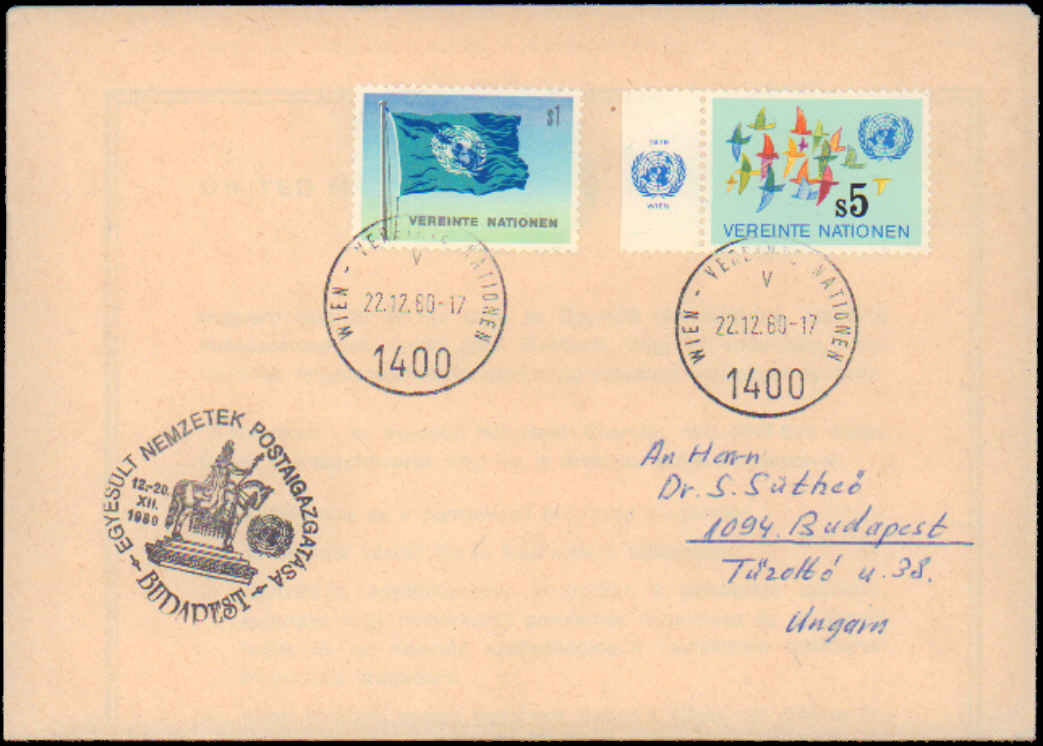 s1
VEREINTE NATIONEN
1979
WIEN
s5
VEREINTE NATIONEN
WIEN - VEREINTE NATIONEN
V
22.12.80-17
1400
WIEN - VEREINTE NATIONEN
V
22.12.80-17
1400
EGYESÜLT NEMZETEK POSTAIGAZGATÁSA
12.-20.
XII.
1980
BUDAPEST
An Herrn
Dr. S. Sütheő
1094 Budapest
Tűzoltó u. 38.
Ungarn